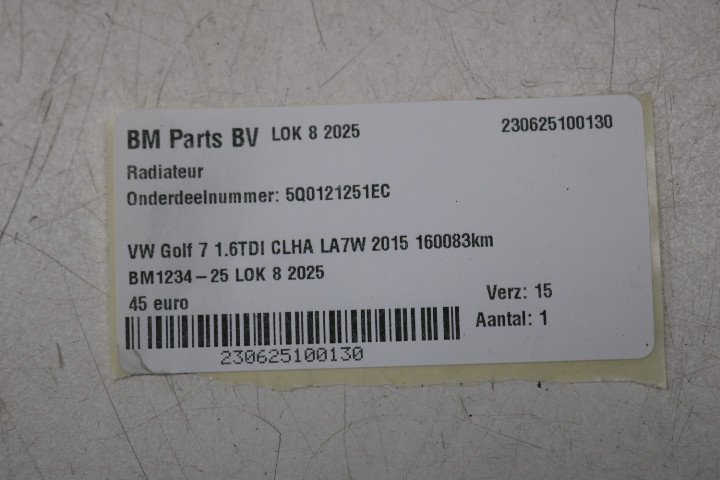 BM Parts BV LOK 8 2025 230625100130
Radiateur
Onderdeelnummer: 5Q0121251EC
VW Golf 7 1.6TDI CLHA LA7W 2015 160083km
BM1234-25 LOK 8 2025
45 euro
Verz: 15
Aantal: 1
230625100130